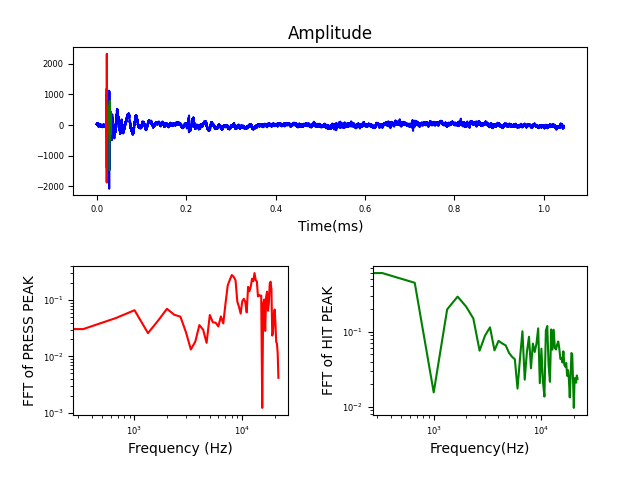 Amplitude
2000
1000
0
−1000
−2000
0.0 0.2 0.4 0.6 0.8 1.0
Time(ms)
FFT of PRESS PEAK
10⁻¹
10⁻²
10⁻³
10³ 10⁴
Frequency (Hz)
FFT of HIT PEAK
10⁻¹
10⁻²
10³ 10⁴
Frequency(Hz)